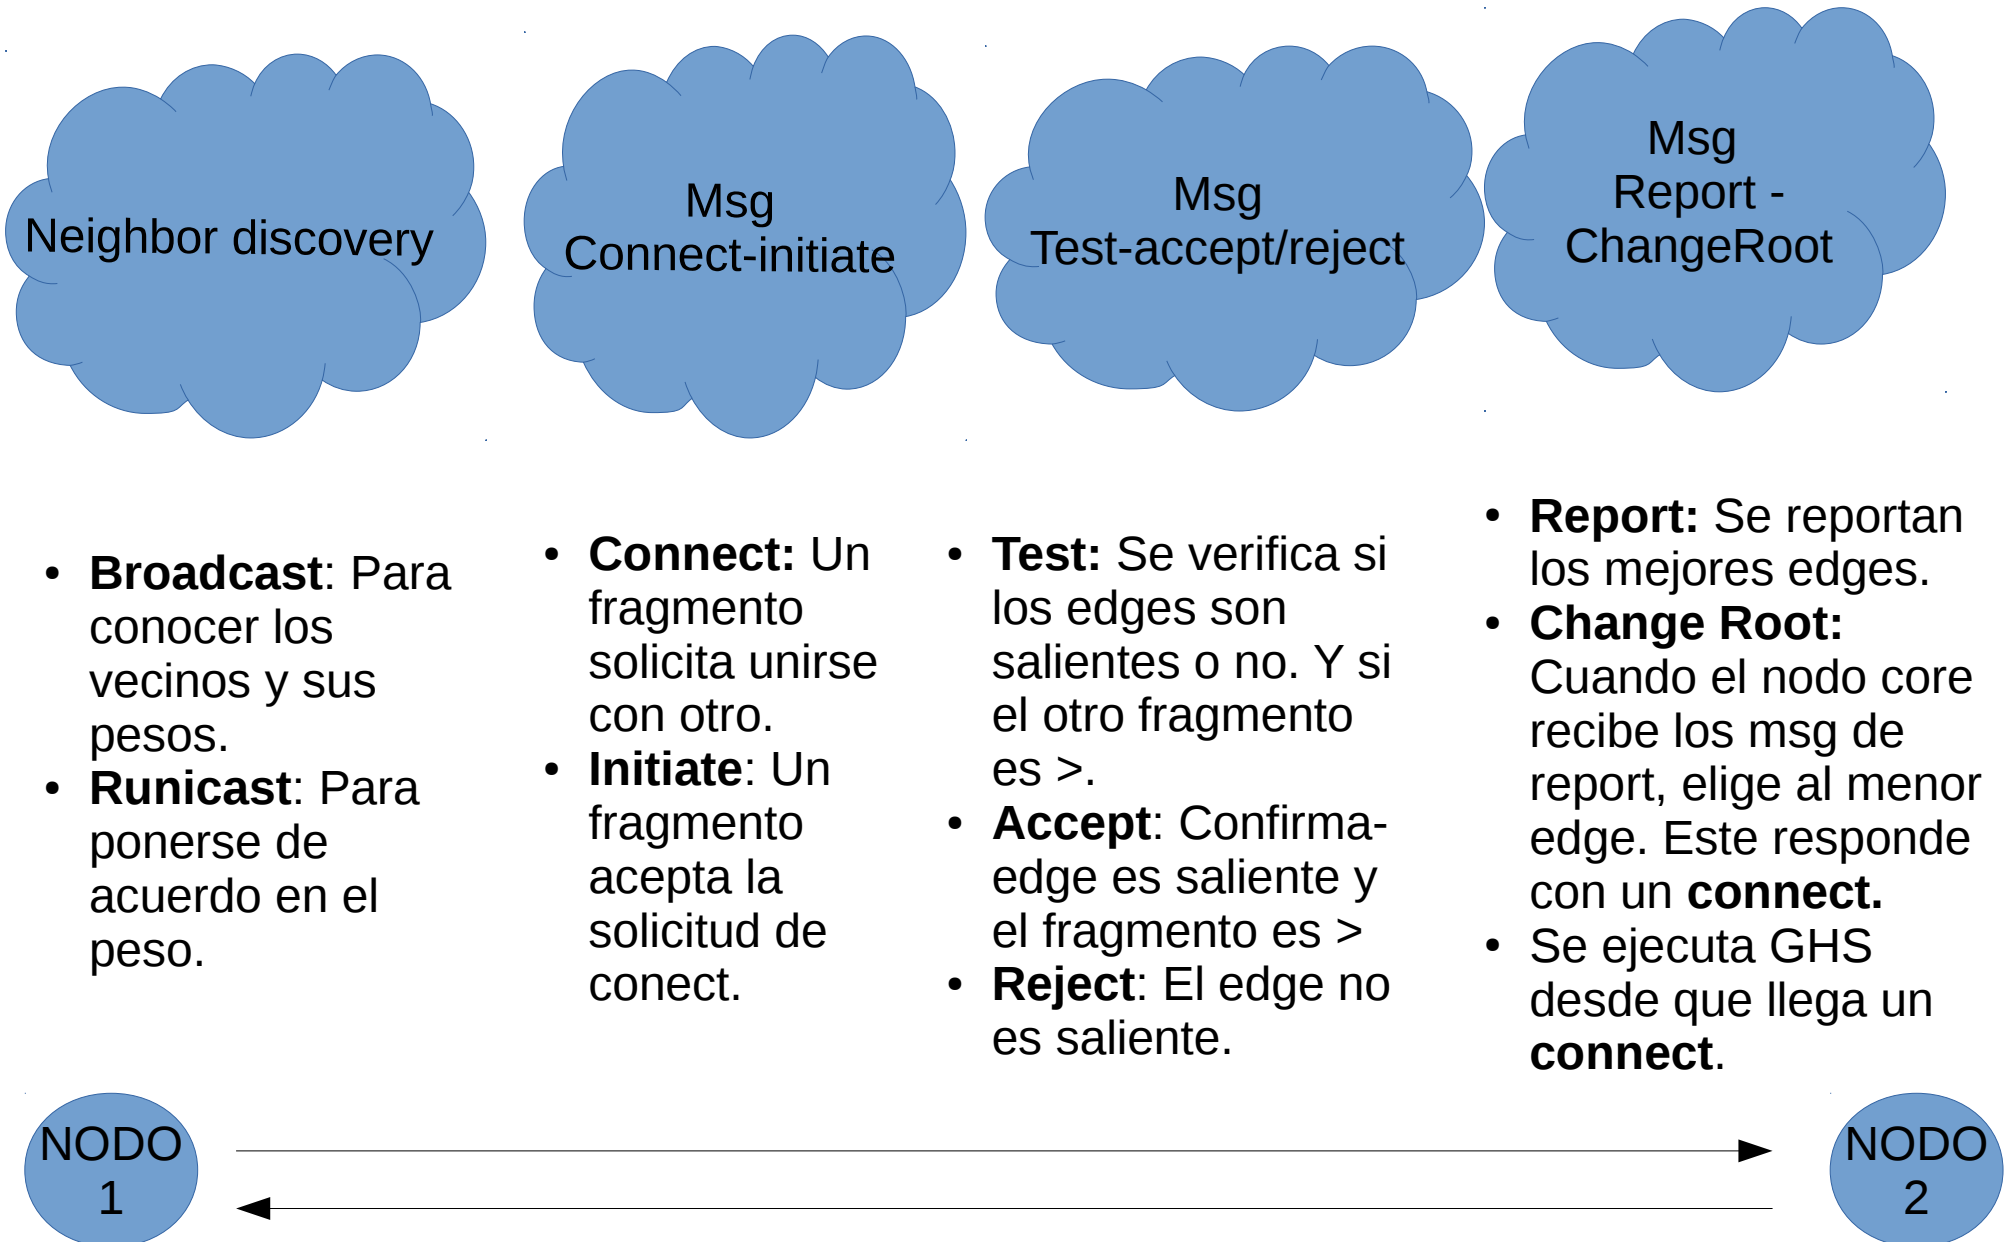 Neighbor discovery
Msg
Connect-initiate
Msg
Test-accept/reject
Msg
Report -
ChangeRoot
• Broadcast: Para
conocer los
vecinos y sus
pesos.
• Runicast: Para
ponerse de
acuerdo en el
peso.
• Connect: Un
fragmento
solicita unirse
con otro.
• Initiate: Un
fragmento
acepta la
solicitud de
conect.
• Test: Se verifica si
los edges son
salientes o no. Y si
el otro fragmento
es >.
• Accept: Confirma-
edge es saliente y
el fragmento es >
• Reject: El edge no
es saliente.
• Report: Se reportan
los mejores edges.
• Change Root:
Cuando el nodo core
recibe los msg de
report, elige al menor
edge. Este responde
con un connect.
• Se ejecuta GHS
desde que llega un
connect.
NODO
1
NODO
2